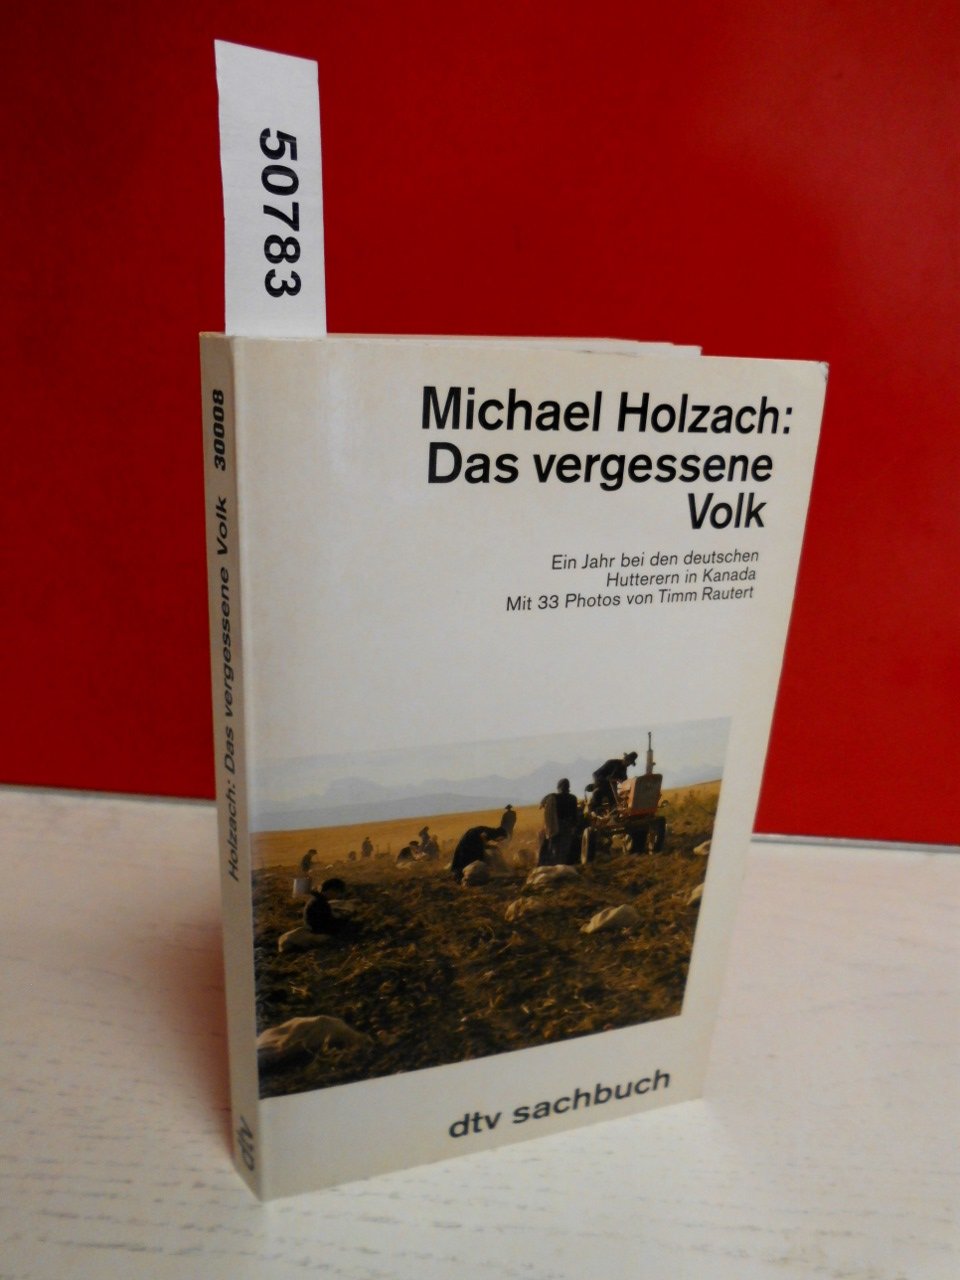 50783
Michael Holzach:
Das vergessene
Volk
Ein Jahr bei den deutschen
Hutterern in Kanada
Mit 33 Photos von Timm Rautert
dtv sachbuch
dtv
Holzach: Das vergessene Volk 30008